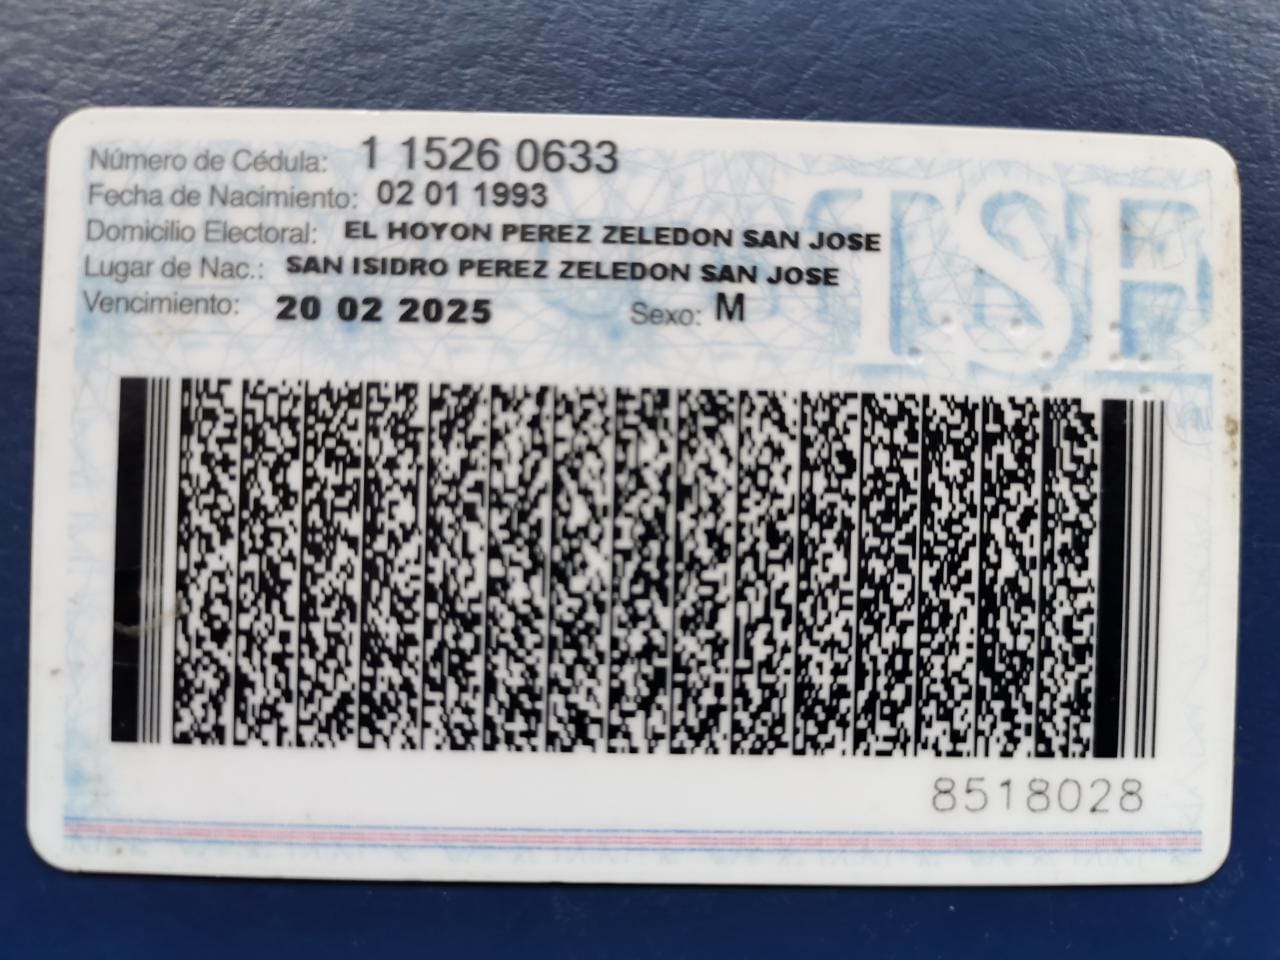 Número de Cédula: 1 1526 0633
Fecha de Nacimiento: 02 01 1993
Domicilio Electoral: EL HOYON PEREZ ZELEDON SAN JOSE
Lugar de Nac.: SAN ISIDRO PEREZ ZELEDON SAN JOSE
Vencimiento: 20 02 2025 Sexo: M
TSE
8518028